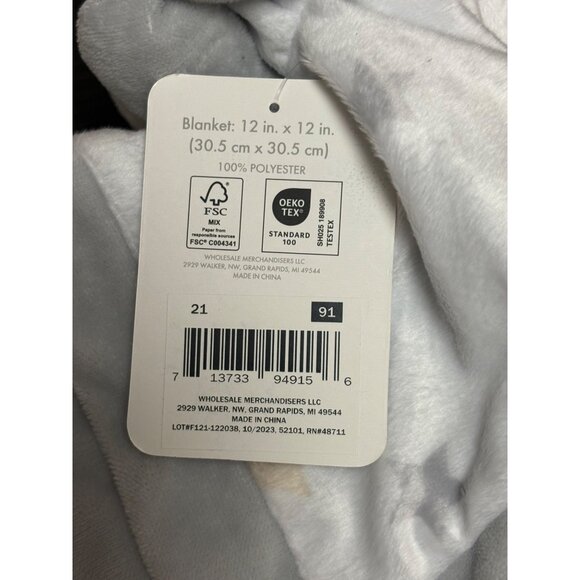 Blanket: 12 in. x 12 in.
(30.5 cm x 30.5 cm)
100% POLYESTER
FSC
MIX
Paper from
responsible sources
FSC® C004341
OEKO
TEX®
STANDARD
100
SH025 189908
TESTEX
WHOLESALE MERCHANDISERS LLC
2929 WALKER, NW, GRAND RAPIDS, MI 49544
MADE IN CHINA
21
91
7 13733 94915 6
WHOLESALE MERCHANDISERS LLC
2929 WALKER, NW, GRAND RAPIDS, MI 49544
MADE IN CHINA
LOT#F121-122038, 10/2023, 52101, RN#48711